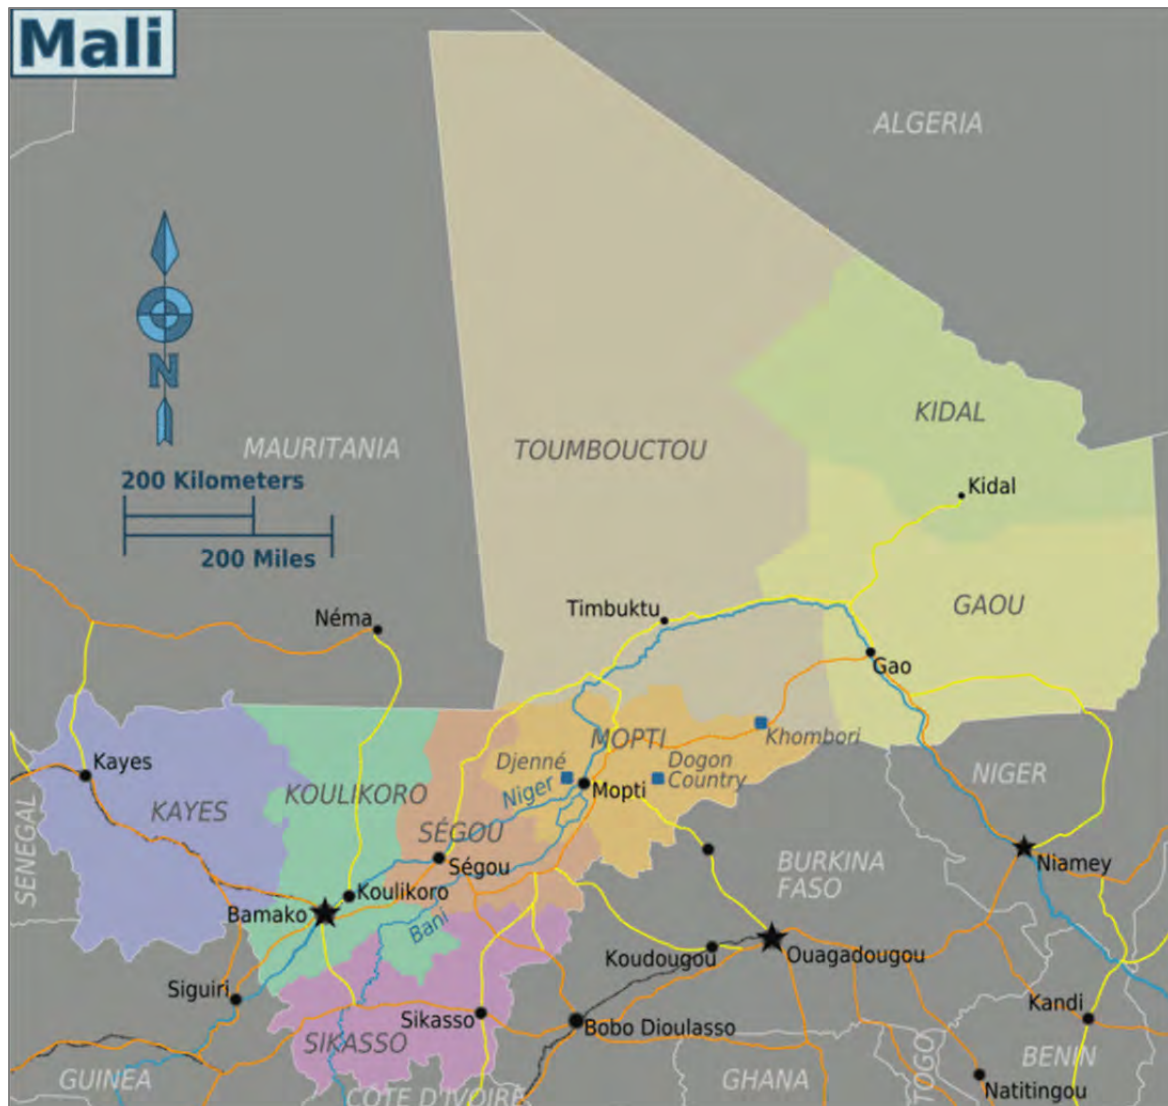 Mali
ALGERIA
N
KIDAL
MAURITANIA
TOUMBOUCTOU
200 Kilometers
Kidal
200 Miles
Timbuktu
GAOU
Néma
Gao
MOPTI
Khombori
Kayes
Djenné
Dogon
Country
NIGER
KOULIKORO
Niger
Mopti
KAYES
SÉGOU
SENEGAL
Ségou
BURKINA
FASO
Niamey
Koulikoro
Bamako
Bani
Koudougou
Ouagadougou
Siguiri
Kandi
Sikasso
Bobo Dioulasso
SIKASSO
BENIN
TOGO
GUINEA
GHANA
Natitingou
COTE D'IVOIRE